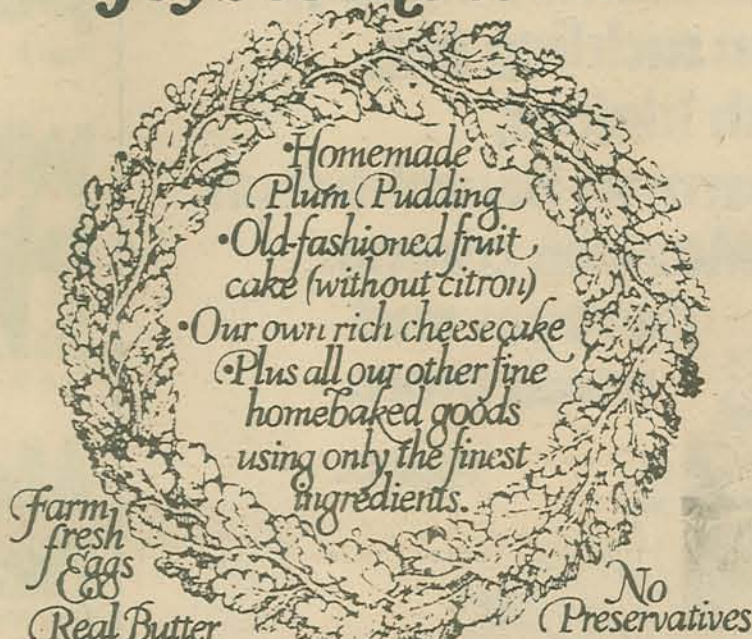 •Homemade
Plum Pudding
•Old-fashioned fruit
cake (without citron)
•Our own rich cheesecake
•Plus all our other fine
homebaked goods
using only the finest
ingredients.
Farm
fresh
Eggs
Real Butter
No
Preservatives